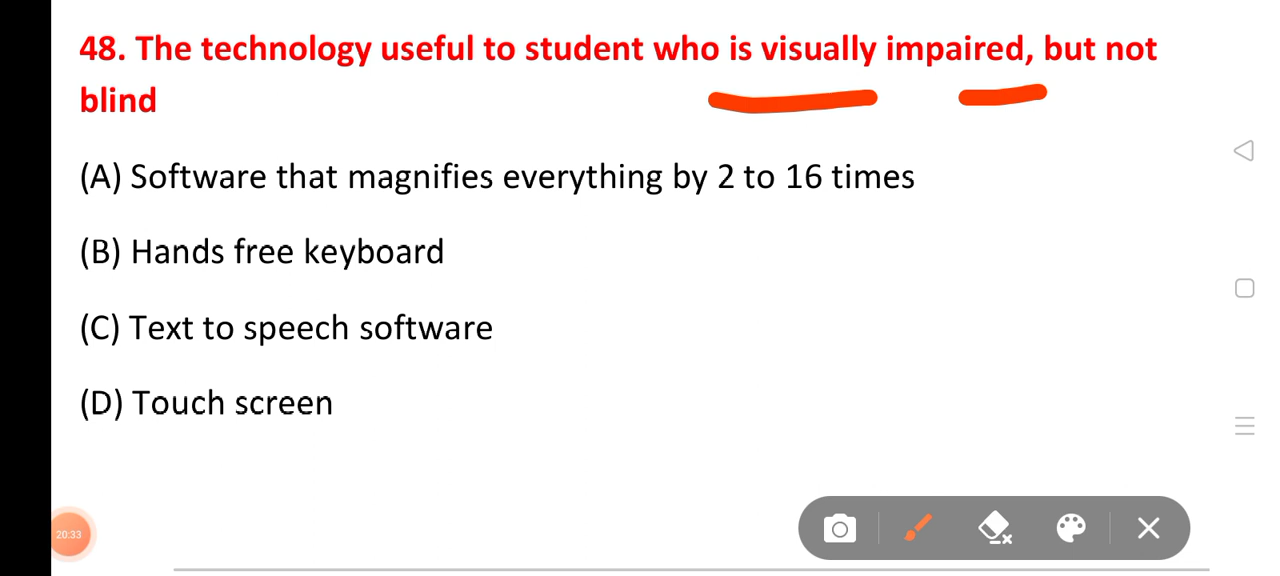 48. The technology useful to student who is visually impaired, but not
blind
(A) Software that magnifies everything by 2 to 16 times
(B) Hands free keyboard
(C) Text to speech software
(D) Touch screen
20:33